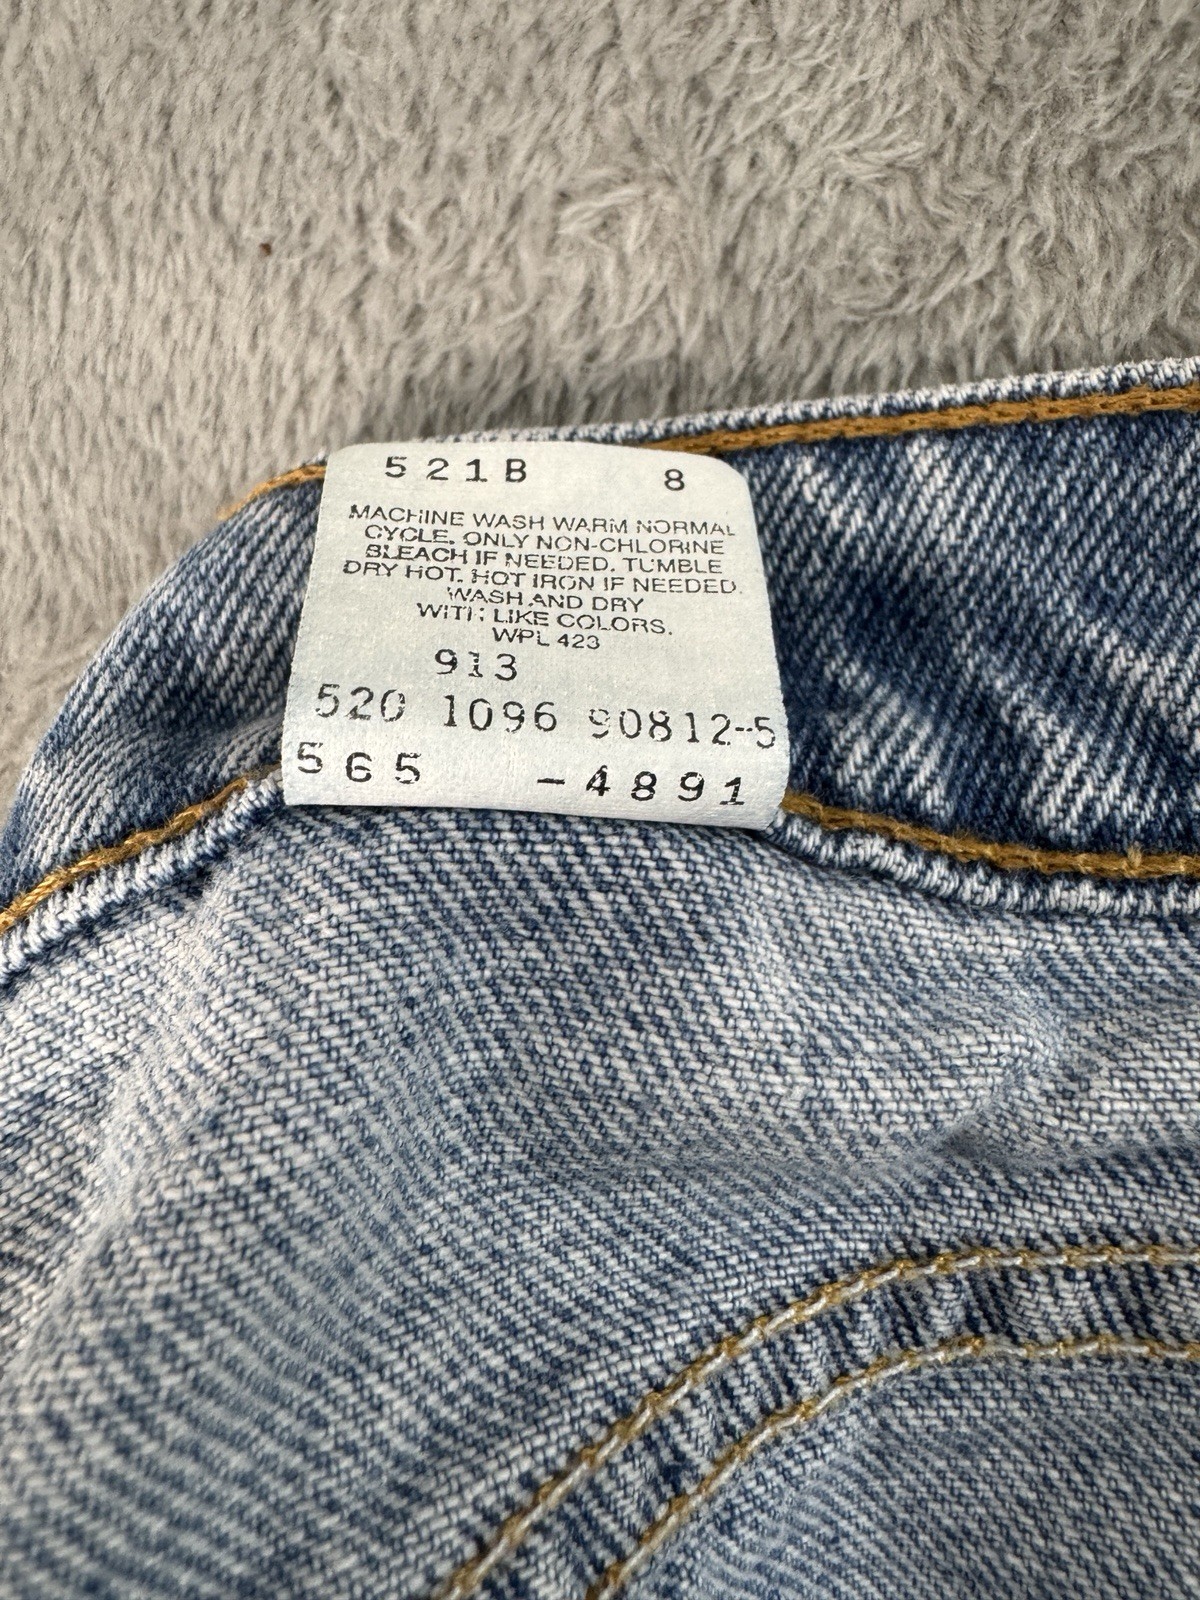 521B 8
MACHINE WASH WARM NORMAL
CYCLE. ONLY NON-CHLORINE
BLEACH IF NEEDED. TUMBLE
DRY HOT. HOT IRON IF NEEDED.
WASH AND DRY
WITH LIKE COLORS.
WPL 423
913
520 1096 90812-5
565 -4891